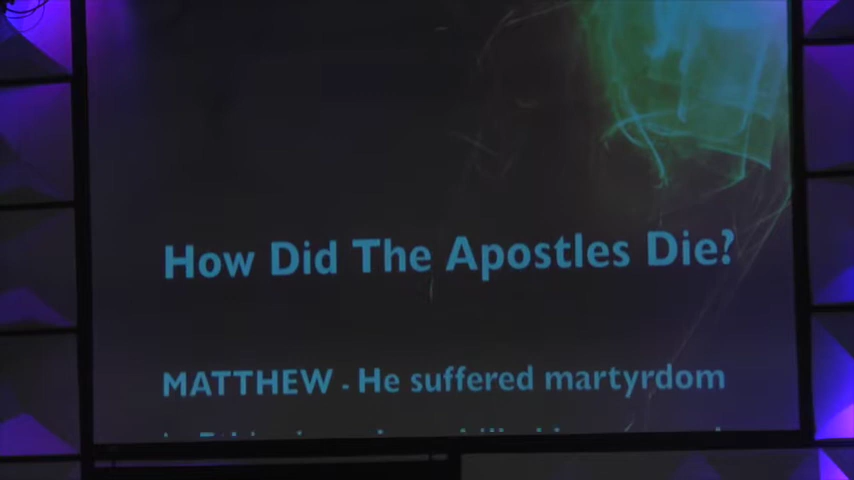 How Did The Apostles Die?
MATTHEW - He suffered martyrdom